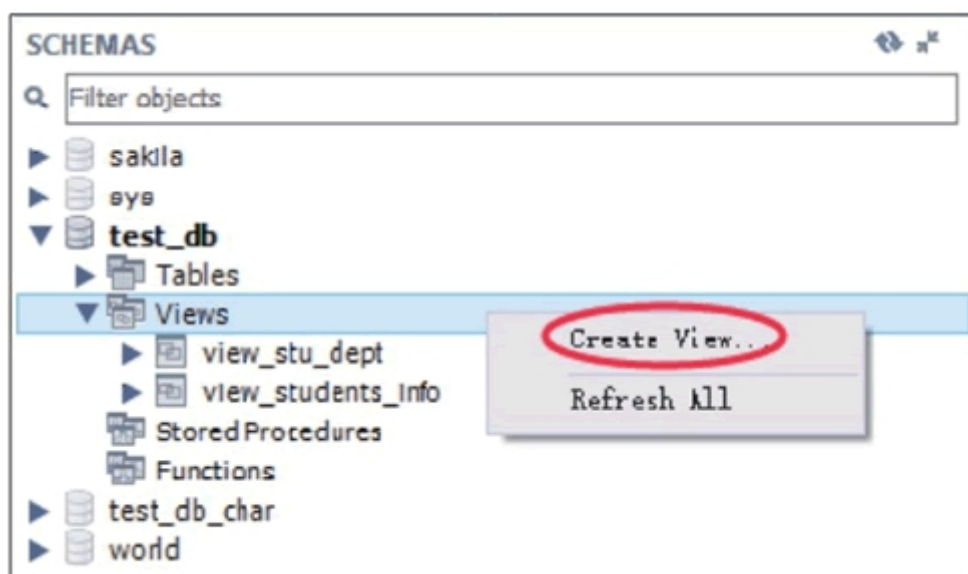 SCHEMAS
Filter objects
sakila
sys
test_db
Tables
Views
Create View...
view_stu_dept
view_students_info
Refresh All
Stored Procedures
Functions
test_db_char
world